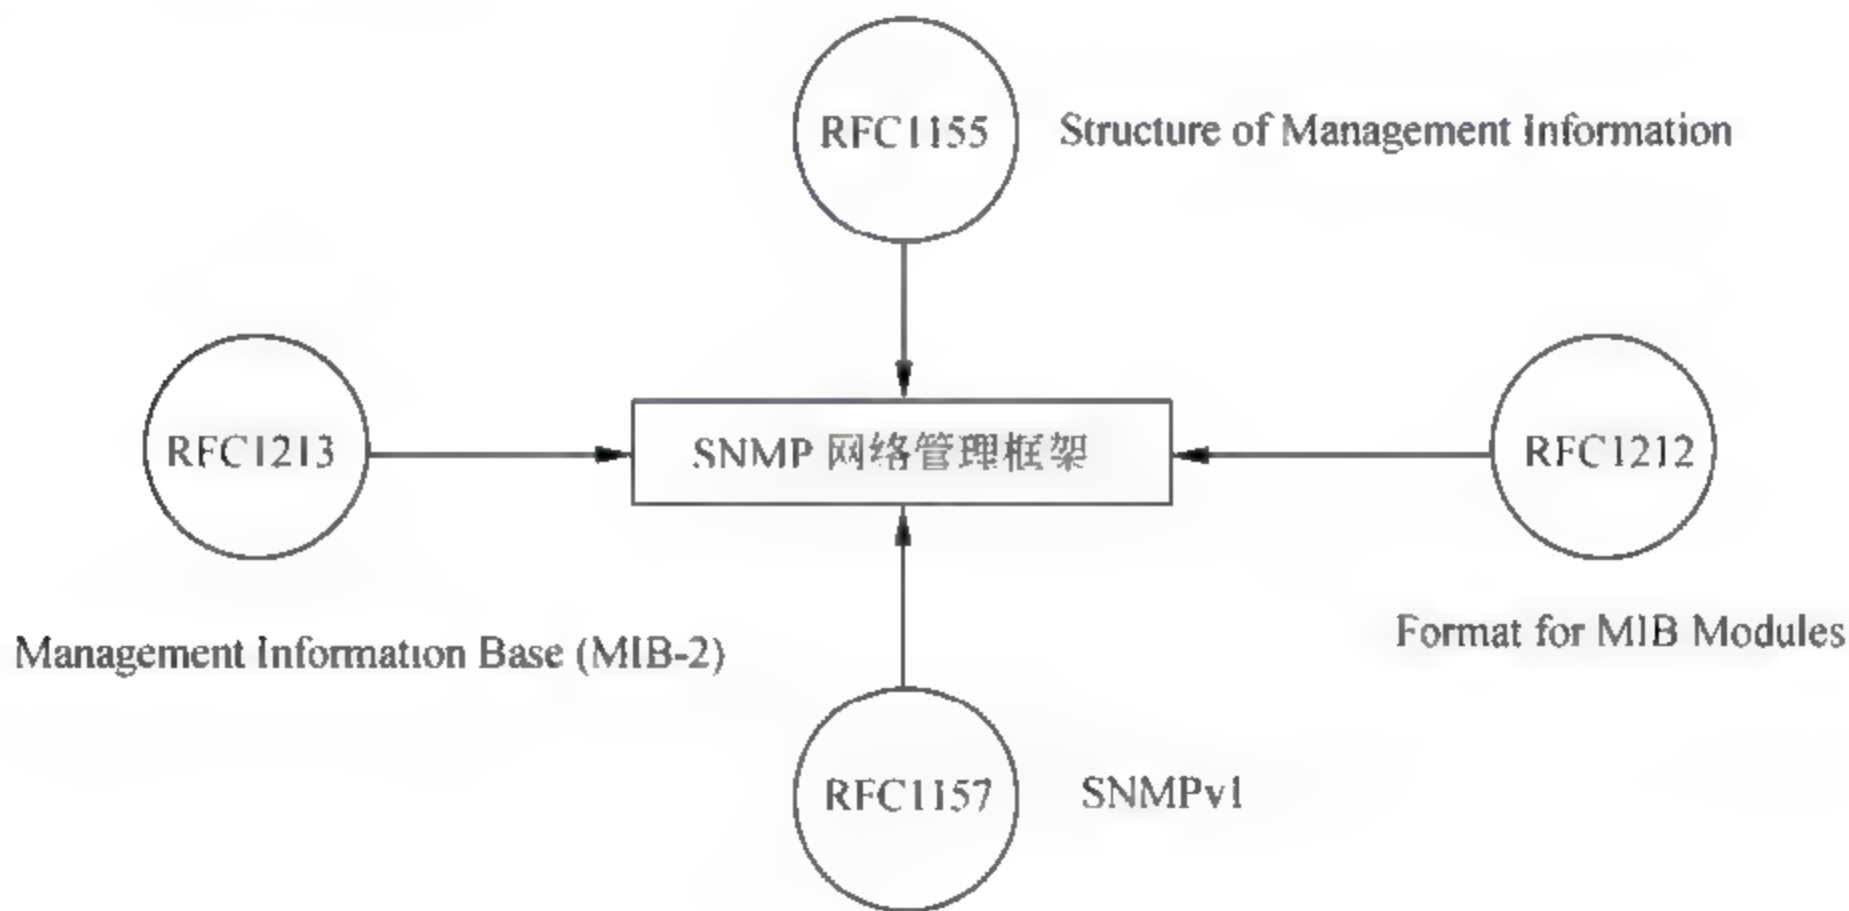 RFC1155
Structure of Management Information
RFC1213
SNMP 网络管理框架
RFC1212
Management Information Base (MIB-2)
Format for MIB Modules
RFC1157
SNMPv1